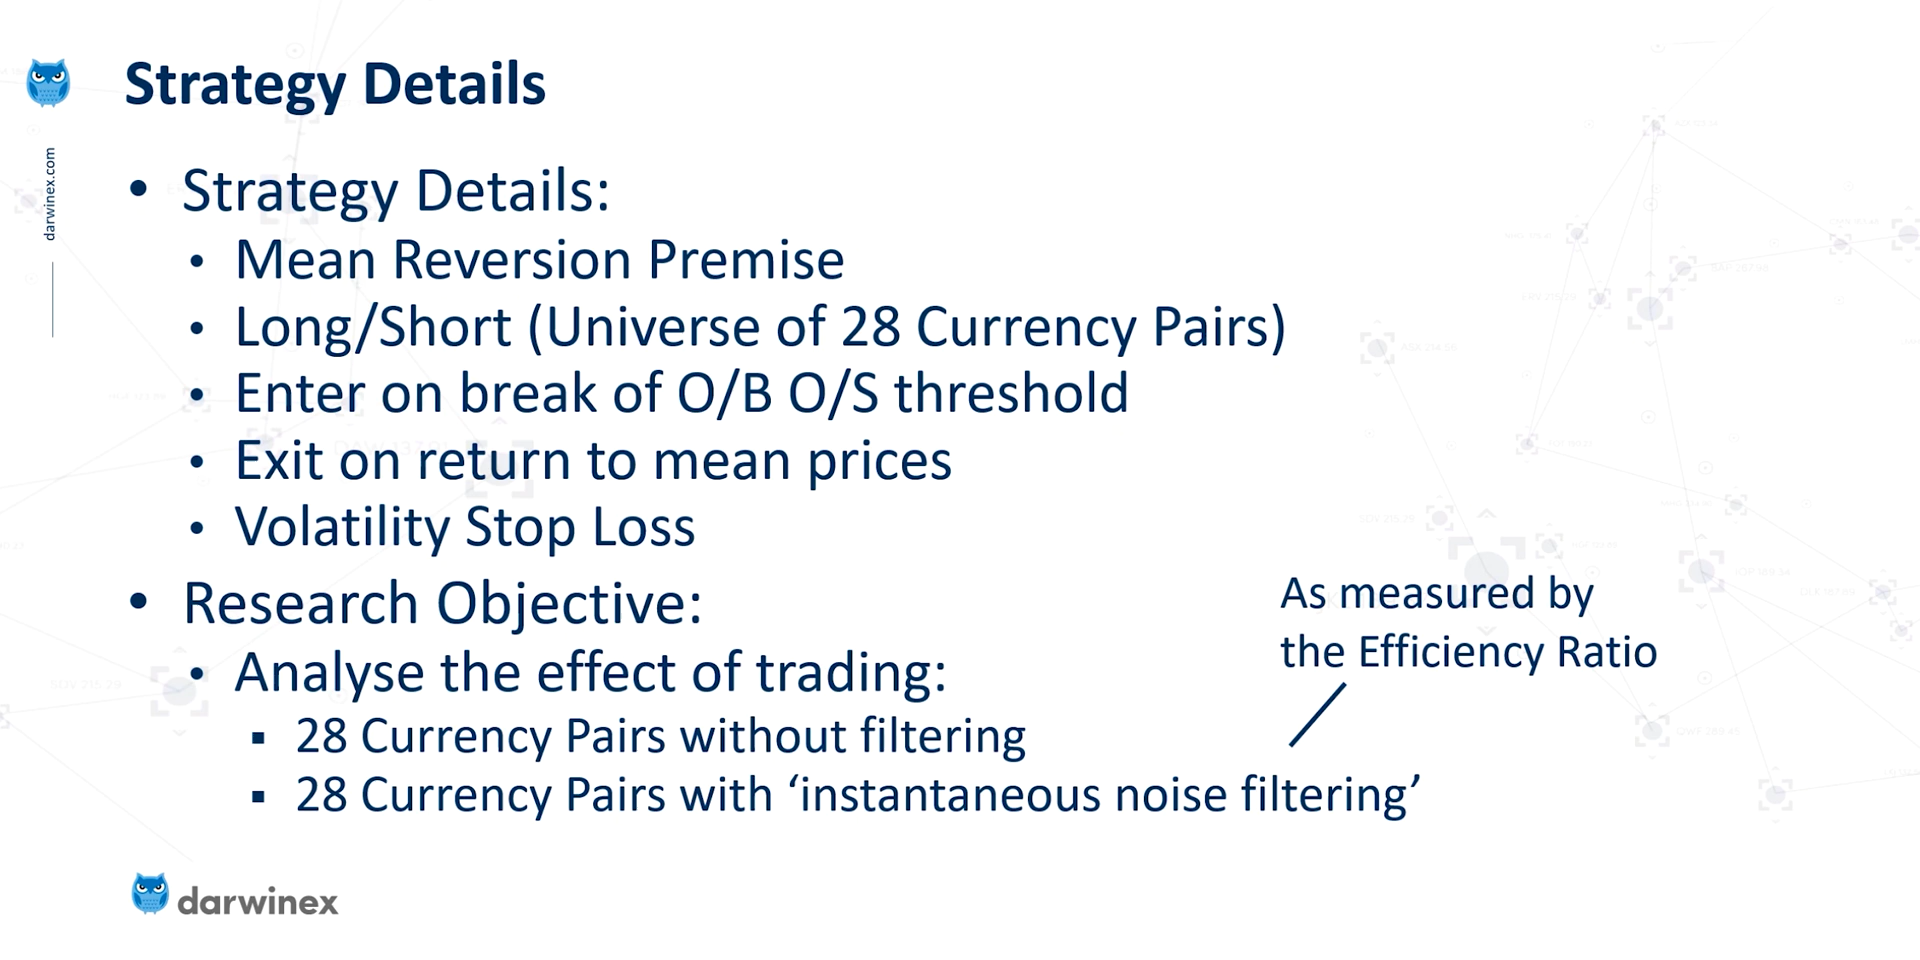 Strategy Details
darwinex.com
• Strategy Details:
• Mean Reversion Premise
• Long/Short (Universe of 28 Currency Pairs)
• Enter on break of O/B O/S threshold
• Exit on return to mean prices
• Volatility Stop Loss
• Research Objective:
• Analyse the effect of trading:
▪ 28 Currency Pairs without filtering
▪ 28 Currency Pairs with ‘instantaneous noise filtering’
As measured by
the Efficiency Ratio
darwinex